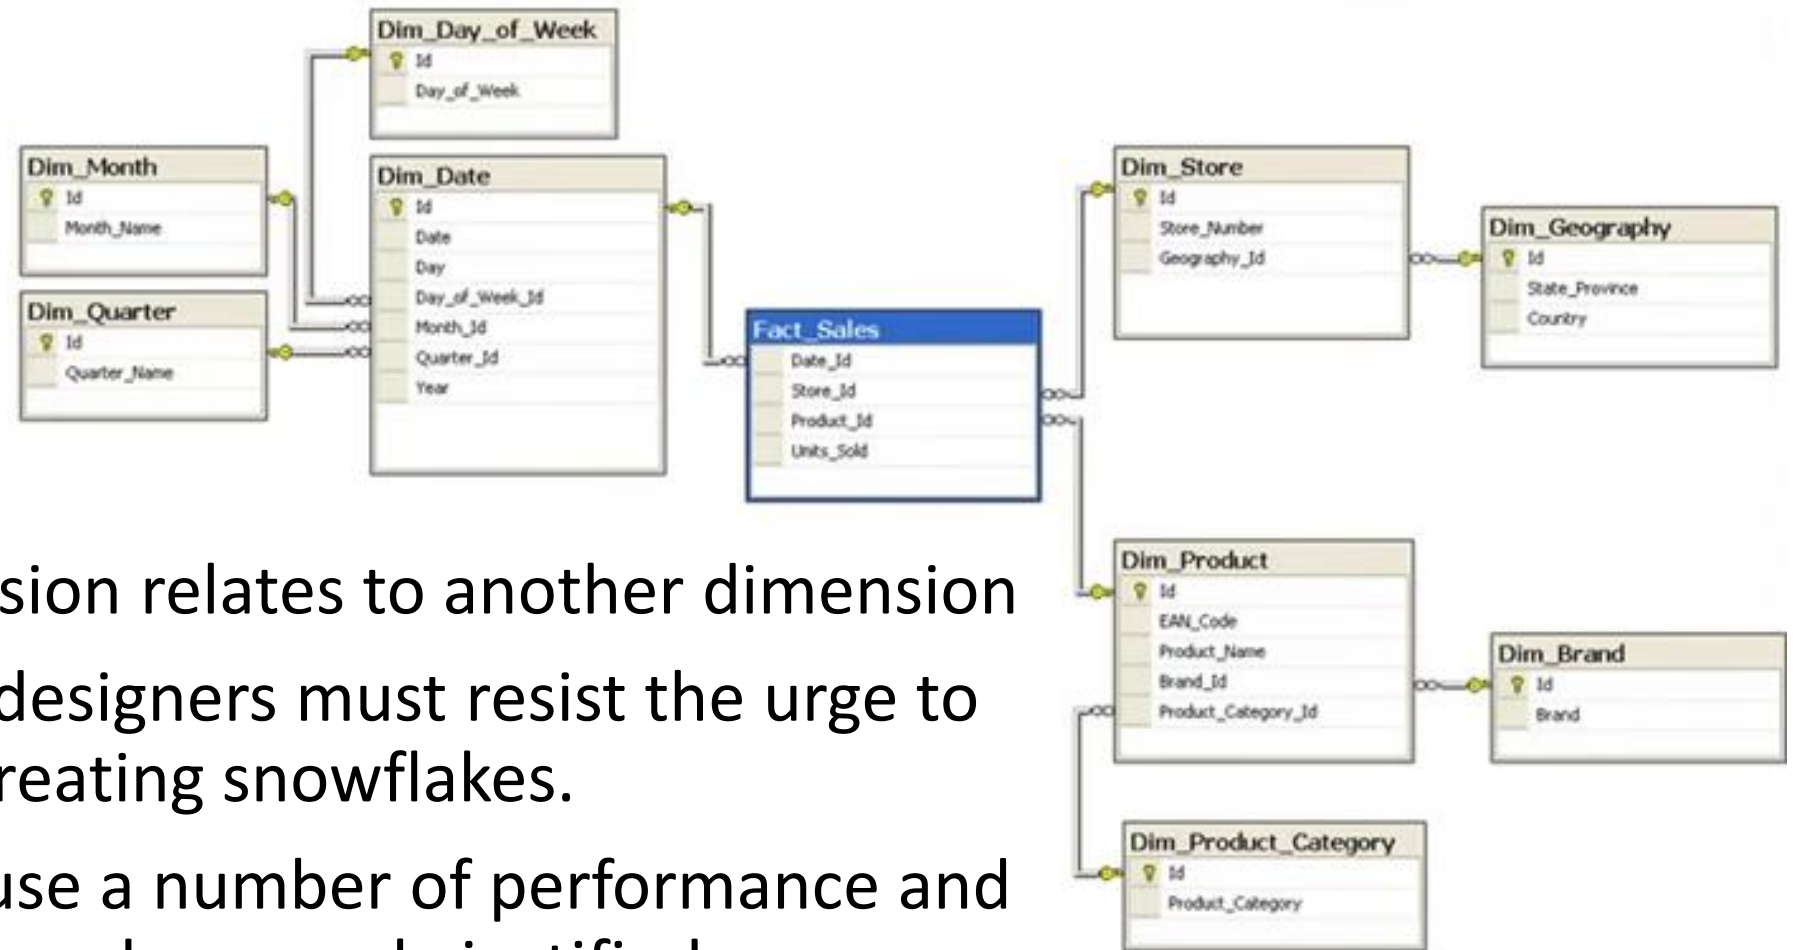 Dim_Day_of_Week
Id
Day_of_Week
Dim_Month
Id
Month_Name
Dim_Quarter
Id
Quarter_Name
Dim_Date
Id
Date
Day
Day_of_Week_Id
Month_Id
Quarter_Id
Year
Fact_Sales
Date_Id
Store_Id
Product_Id
Units_Sold
Dim_Store
Id
Store_Number
Geography_Id
Dim_Geography
Id
State_Province
Country
Dim_Product
Id
EAN_Code
Product_Name
Brand_Id
Product_Category_Id
Dim_Brand
Id
Brand
Dim_Product_Category
Id
Product_Category
sion relates to another dimension
designers must resist the urge to
reating snowflakes.
use a number of performance and